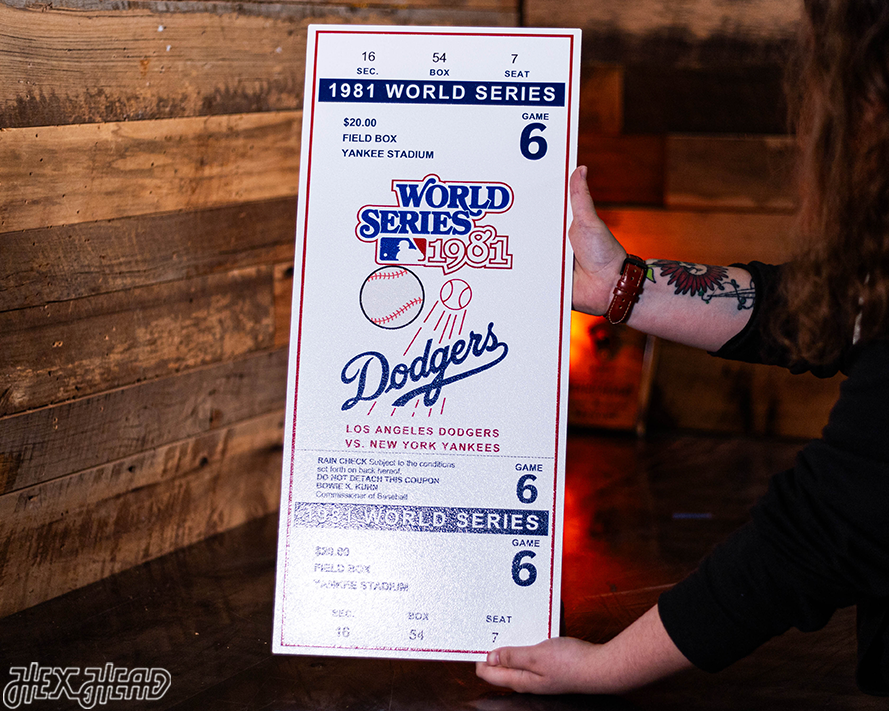 16 54 7
SEC. BOX SEAT
1981 WORLD SERIES
$20.00
FIELD BOX
YANKEE STADIUM
GAME
6
WORLD
SERIES
1981
Dodgers
LOS ANGELES DODGERS
VS. NEW YORK YANKEES
RAIN CHECK Subject to the conditions
set forth on back hereof.
DO NOT DETACH THIS COUPON
BOWIE K. KUHN
Commissioner of Baseball
GAME
6
1981 WORLD SERIES
$20.00
FIELD BOX
YANKEE STADIUM
GAME
6
SEC. BOX SEAT
16 54 7
HEX HEAD